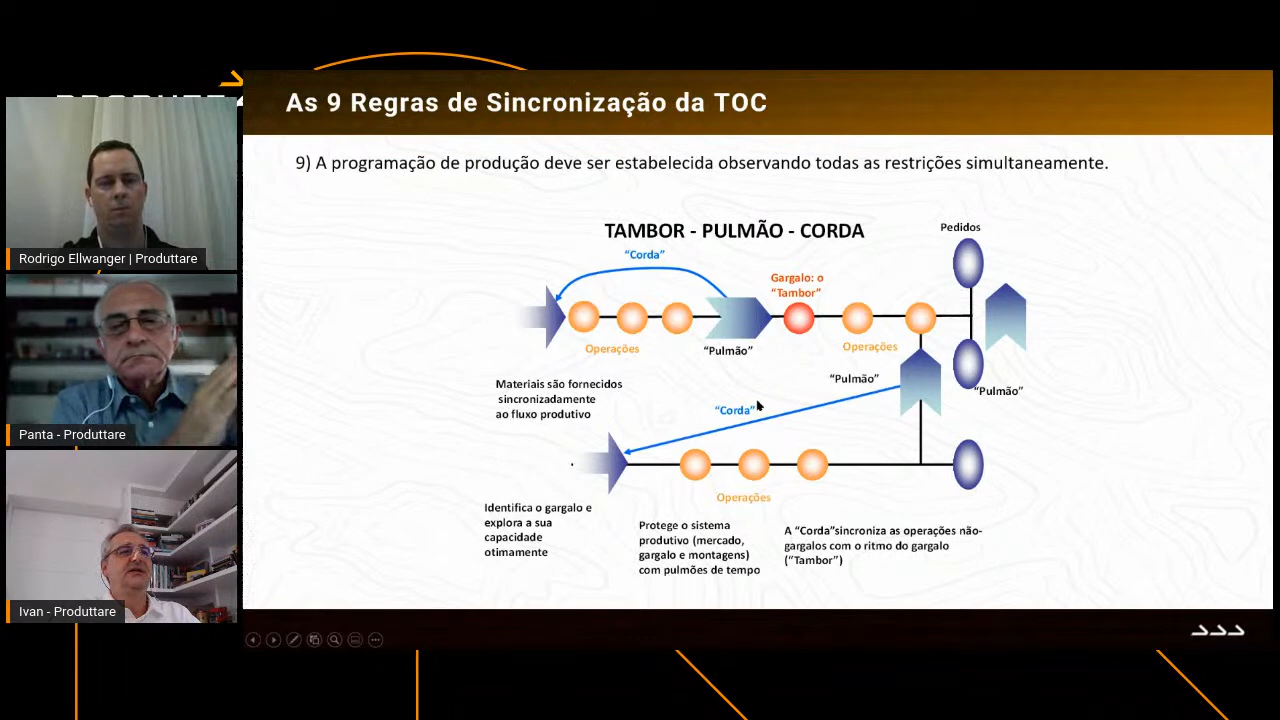 As 9 Regras de Sincronização da TOC
9) A programação de produção deve ser estabelecida observando todas as restrições simultaneamente.
TAMBOR - PULMÃO - CORDA
Pedidos
“Corda”
Gargalo: o
“Tambor”
Operações
“Pulmão”
Operações
Materiais são fornecidos
sincronizadamente
ao fluxo produtivo
“Pulmão”
“Pulmão”
“Corda”
Operações
Identifica o gargalo e
explora a sua
capacidade
otimamente
Protege o sistema
produtivo (mercado,
gargalo e montagens)
com pulmões de tempo
A “Corda”sincroniza as operações não-
gargalos com o ritmo do gargalo
(“Tambor”)
Rodrigo Ellwanger | Produttare
Panta - Produttare
Ivan - Produttare